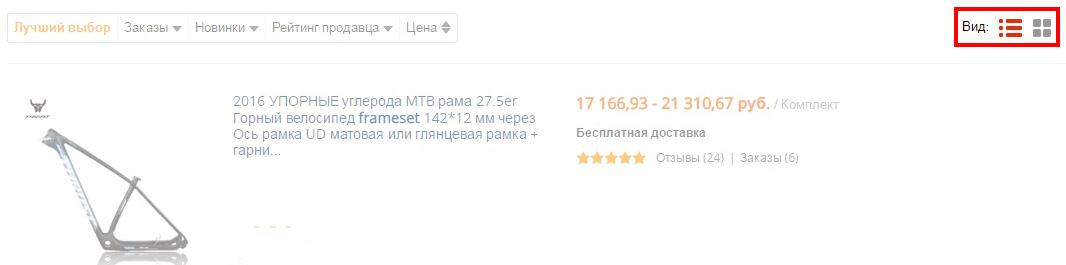 Лучший выбор Заказы Новинки Рейтинг продавца Цена Вид:
2016 УПОРНЫЕ углерода MTB рама 27.5er
Горный велосипед frameset 142*12 мм через
Ось рамка UD матовая или глянцевая рамка +
гарни...
17 166,93 - 21 310,67 руб. / Комплект
Бесплатная доставка
Отзывы (24) | Заказы (6)